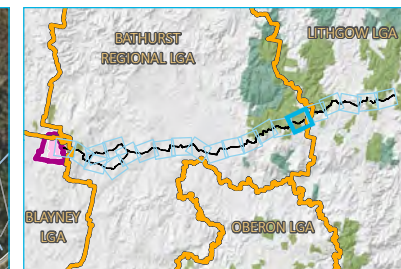 BATHURST
REGIONAL LGA
LITHGOW LGA
BLAYNEY
LGA
OBERON LGA